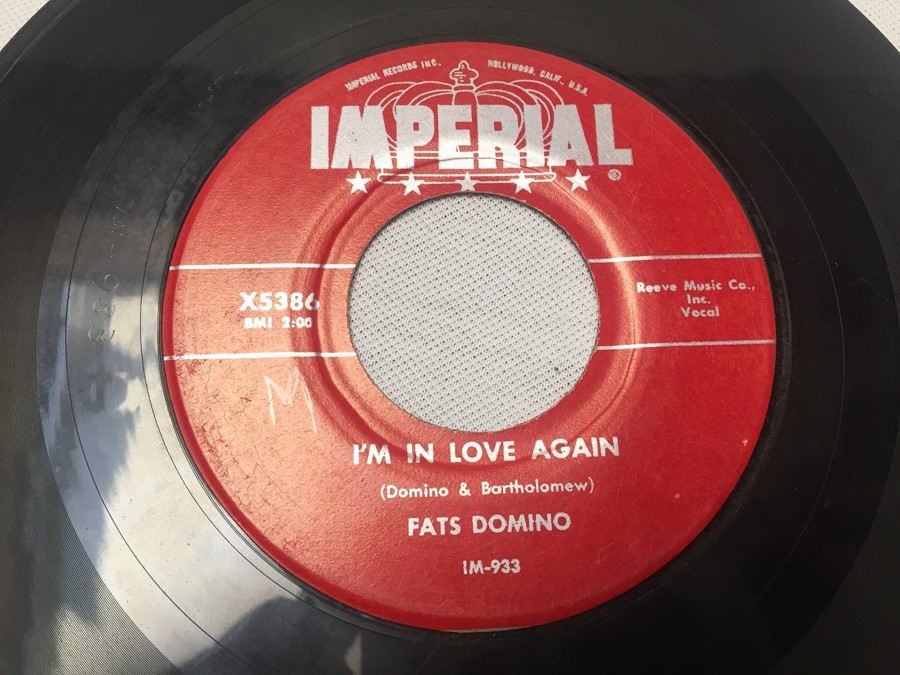 IMPERIAL RECORDS INC. HOLLYWOOD, CALIF., U.S.A.
IMPERIAL
®
X5386
BMI 2:00
Reeve Music Co.,
Inc.
Vocal
M
I'M IN LOVE AGAIN
(Domino & Bartholomew)
FATS DOMINO
IM-933